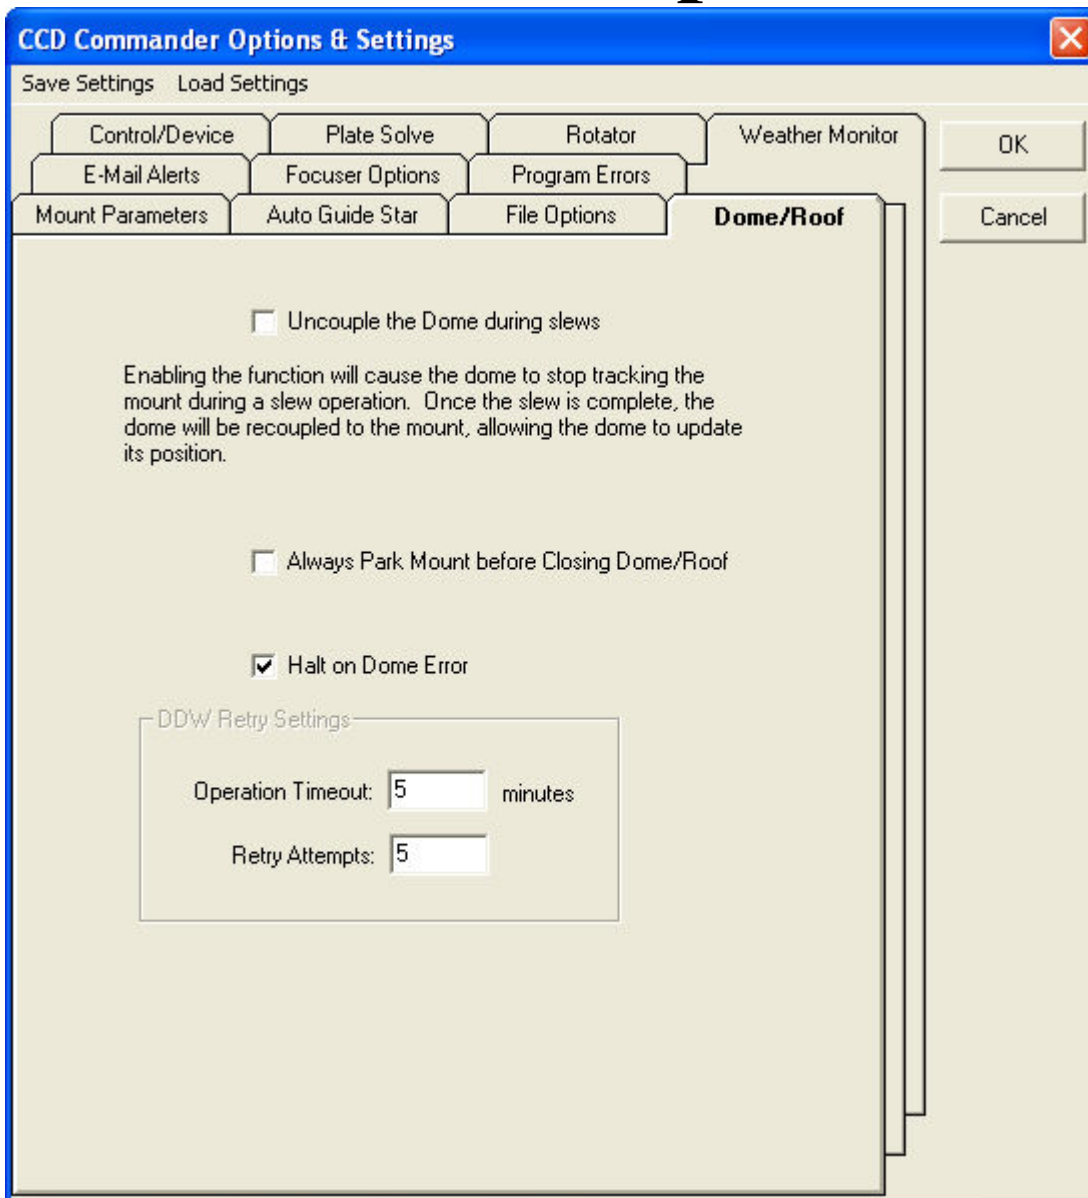 CCD Commander Options & Settings
Save Settings Load Settings
Control/Device Plate Solve Rotator Weather Monitor
OK
E-Mail Alerts Focuser Options Program Errors
Mount Parameters Auto Guide Star File Options Dome/Roof
Cancel
Uncouple the Dome during slews
Enabling the function will cause the dome to stop tracking the
mount during a slew operation. Once the slew is complete, the
dome will be recoupled to the mount, allowing the dome to update
its position.
Always Park Mount before Closing Dome/Roof
Halt on Dome Error
DDW Retry Settings
Operation Timeout: 5 minutes
Retry Attempts: 5